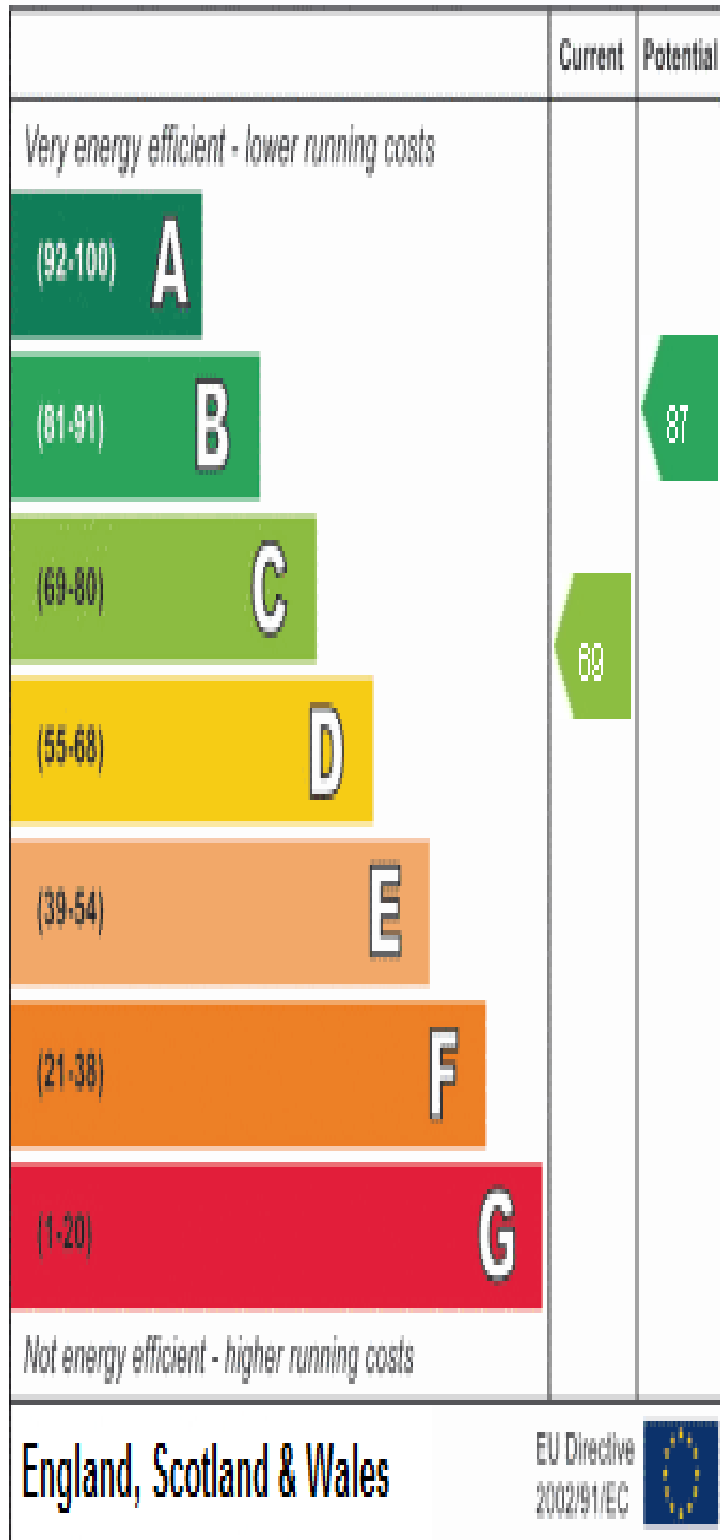 Current Potential
Very energy efficient - lower running costs
(92-100) A
(81-91) B
87
(69-80) C
69
(55-68) D
(39-54) E
(21-38) F
(1-20) G
Not energy efficient - higher running costs
England, Scotland & Wales
EU Directive
2002/91/EC